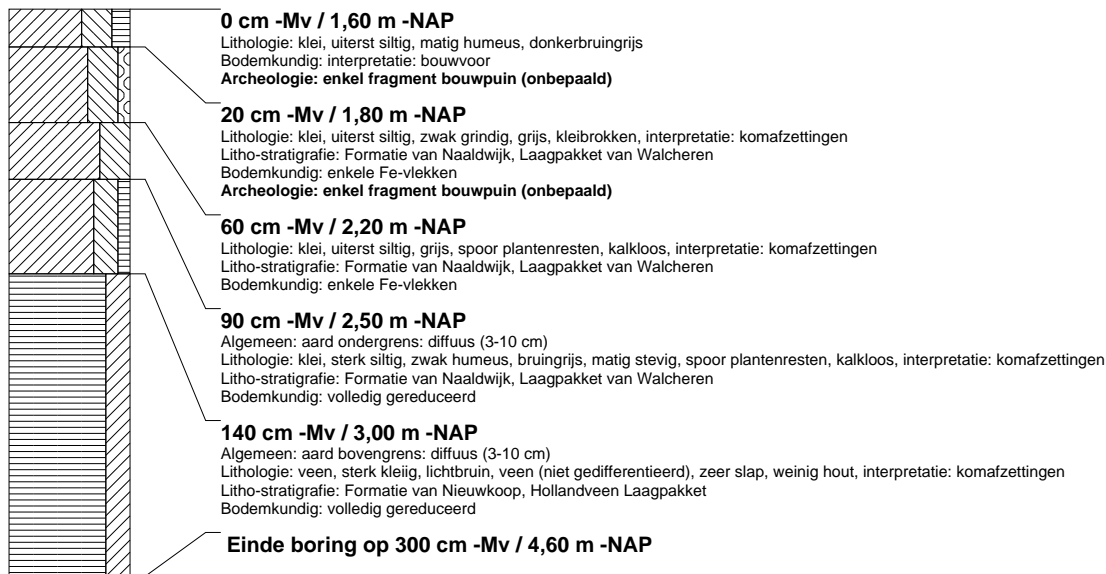 0 cm -Mv / 1,60 m -NAP
Lithologie: klei, uiterst siltig, matig humeus, donkerbruingrijs
Bodemkundig: interpretatie: bouwvoor
Archeologie: enkel fragment bouwpuin (onbepaald)
20 cm -Mv / 1,80 m -NAP
Lithologie: klei, uiterst siltig, zwak grindig, grijs, kleibrokken, interpretatie: komafzettingen
Litho-stratigrafie: Formatie van Naaldwijk, Laagpakket van Walcheren
Bodemkundig: enkele Fe-vlekken
Archeologie: enkel fragment bouwpuin (onbepaald)
60 cm -Mv / 2,20 m -NAP
Lithologie: klei, uiterst siltig, grijs, spoor plantenresten, kalkloos, interpretatie: komafzettingen
Litho-stratigrafie: Formatie van Naaldwijk, Laagpakket van Walcheren
Bodemkundig: enkele Fe-vlekken
90 cm -Mv / 2,50 m -NAP
Algemeen: aard ondergrens: diffuus (3-10 cm)
Lithologie: klei, sterk siltig, zwak humeus, bruingrijs, matig stevig, spoor plantenresten, kalkloos, interpretatie: komafzettingen
Litho-stratigrafie: Formatie van Naaldwijk, Laagpakket van Walcheren
Bodemkundig: volledig gereduceerd
140 cm -Mv / 3,00 m -NAP
Algemeen: aard bovengrens: diffuus (3-10 cm)
Lithologie: veen, sterk kleiig, lichtbruin, veen (niet gedifferentieerd), zeer slap, weinig hout, interpretatie: komafzettingen
Litho-stratigrafie: Formatie van Nieuwkoop, Hollandveen Laagpakket
Bodemkundig: volledig gereduceerd
Einde boring op 300 cm -Mv / 4,60 m -NAP